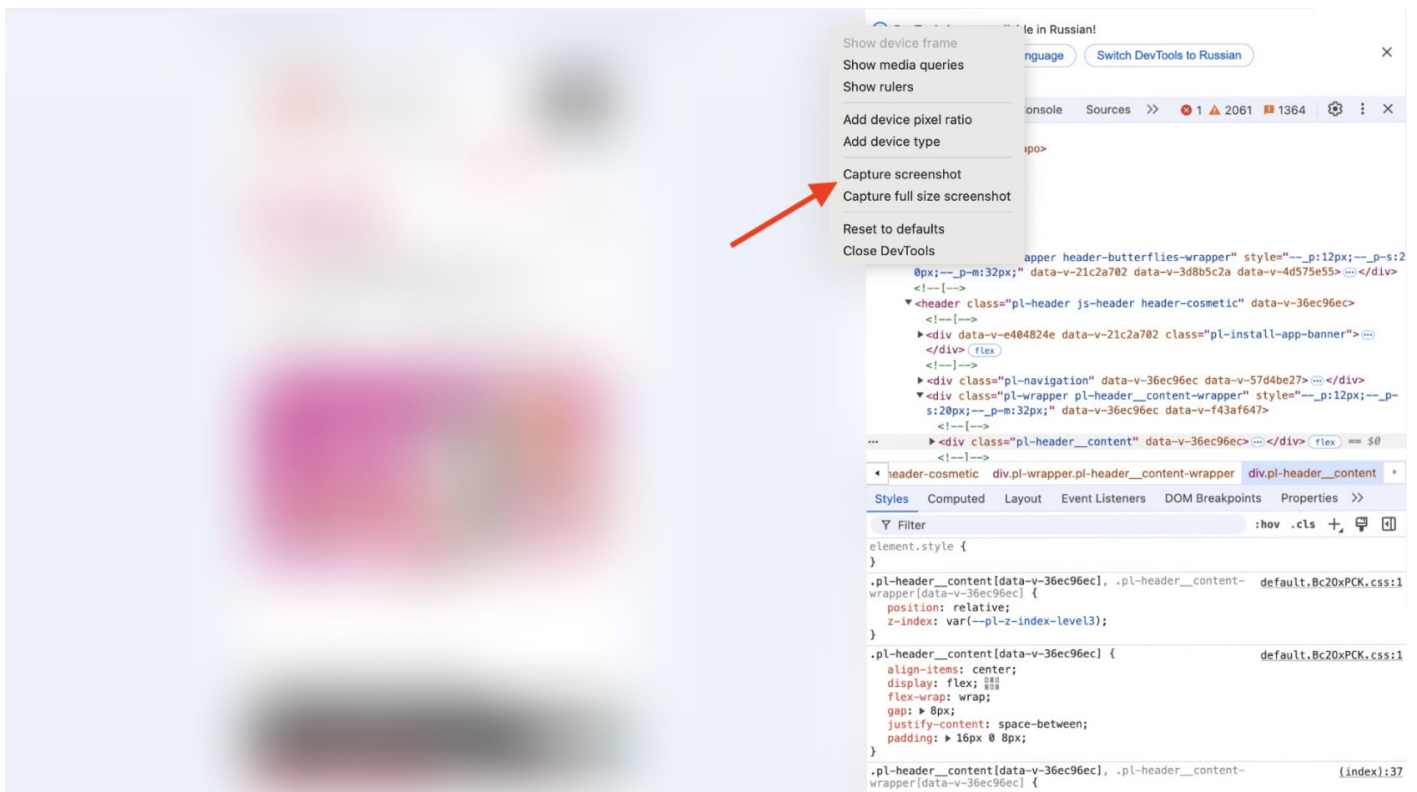 le in Russian!
nguage
Switch DevTools to Russian
Show device frame
Show media queries
Show rulers
Add device pixel ratio
Add device type
Capture screenshot
Capture full size screenshot
Reset to defaults
Close DevTools
onsole Sources 1 2061 1364
apo>
apper header-butterflies-wrapper" style="--_p:12px;--_p-s:2
0px;--_p-m:32px;" data-v-21c2a702 data-v-3d8b5c2a data-v-4d575e55>…</div>
<!--[-->
▼<header class="pl-header js-header header-cosmetic" data-v-36ec96ec>
<!--[-->
▶<div data-v-e404824e data-v-21c2a702 class="pl-install-app-banner">…
</div> flex
<!--]-->
▶<div class="pl-navigation" data-v-36ec96ec data-v-57d4be27>…</div>
▼<div class="pl-wrapper pl-header__content-wrapper" style="--_p:12px;--_p-
s:20px;--_p-m:32px;" data-v-36ec96ec data-v-f43af647>
<!--[-->
… ▶<div class="pl-header__content" data-v-36ec96ec>…</div> flex == $0
<!--]-->
eader-cosmetic div.pl-wrapper.pl-header__content-wrapper div.pl-header__content
Styles Computed Layout Event Listeners DOM Breakpoints Properties
Filter :hov .cls
element.style {
}
.pl-header__content[data-v-36ec96ec], .pl-header__content- default.Bc2OxPCK.css:1
wrapper[data-v-36ec96ec] {
position: relative;
z-index: var(--pl-z-index-level3);
}
.pl-header__content[data-v-36ec96ec] { default.Bc2OxPCK.css:1
align-items: center;
display: flex;
flex-wrap: wrap;
gap: ▶ 8px;
justify-content: space-between;
padding: ▶ 16px 0 8px;
}
.pl-header__content[data-v-36ec96ec], .pl-header__content- (index):37
wrapper[data-v-36ec96ec] {